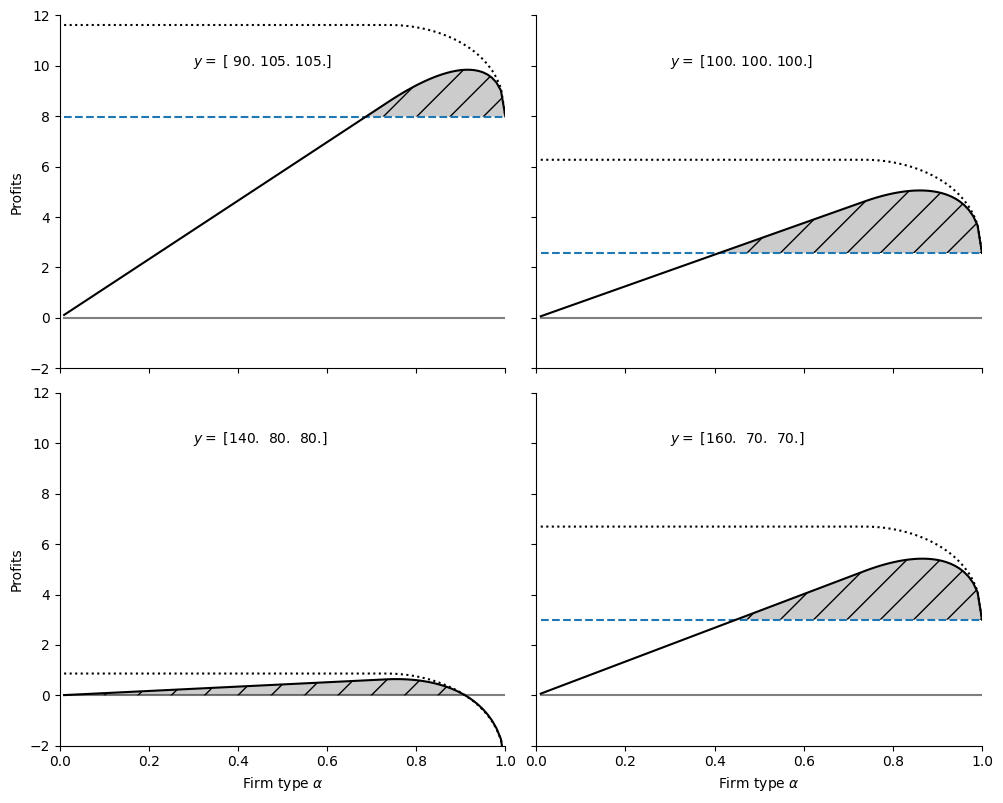 12
10
8
6
4
2
0
−2
Profits
y = [ 90. 105. 105.]
y = [100. 100. 100.]
12
10
8
6
4
2
0
−2
Profits
y = [140.  80.  80.]
y = [160.  70.  70.]
0.0 0.2 0.4 0.6 0.8 1.0
Firm type α
0.0 0.2 0.4 0.6 0.8 1.0
Firm type α